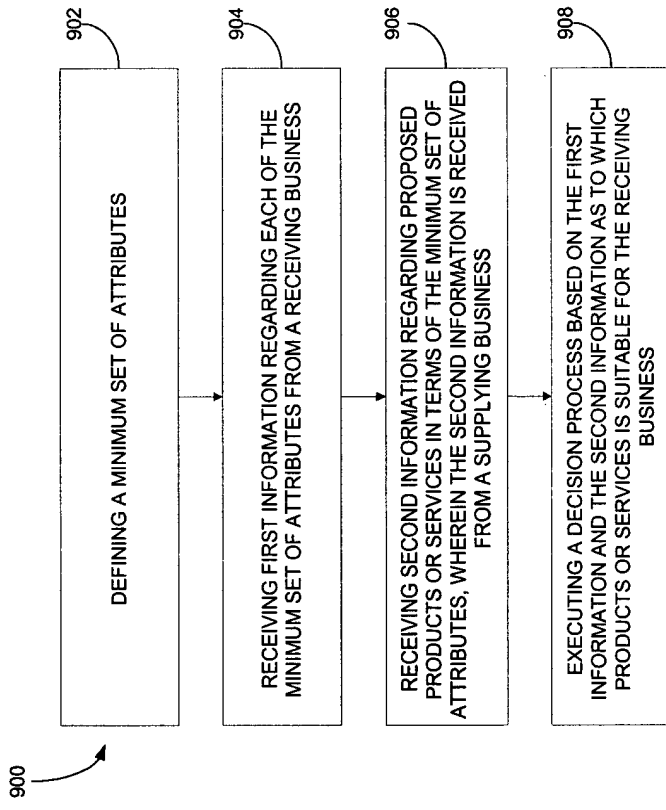 900
902
DEFINING A MINIMUM SET OF ATTRIBUTES
904
RECEIVING FIRST INFORMATION REGARDING EACH OF THE
MINIMUM SET OF ATTRIBUTES FROM A RECEIVING BUSINESS
906
RECEIVING SECOND INFORMATION REGARDING PROPOSED
PRODUCTS OR SERVICES IN TERMS OF THE MINIMUM SET OF
ATTRIBUTES, WHEREIN THE SECOND INFORMATION IS RECEIVED
FROM A SUPPLYING BUSINESS
908
EXECUTING A DECISION PROCESS BASED ON THE FIRST
INFORMATION AND THE SECOND INFORMATION AS TO WHICH
PRODUCTS OR SERVICES IS SUITABLE FOR THE RECEIVING
BUSINESS